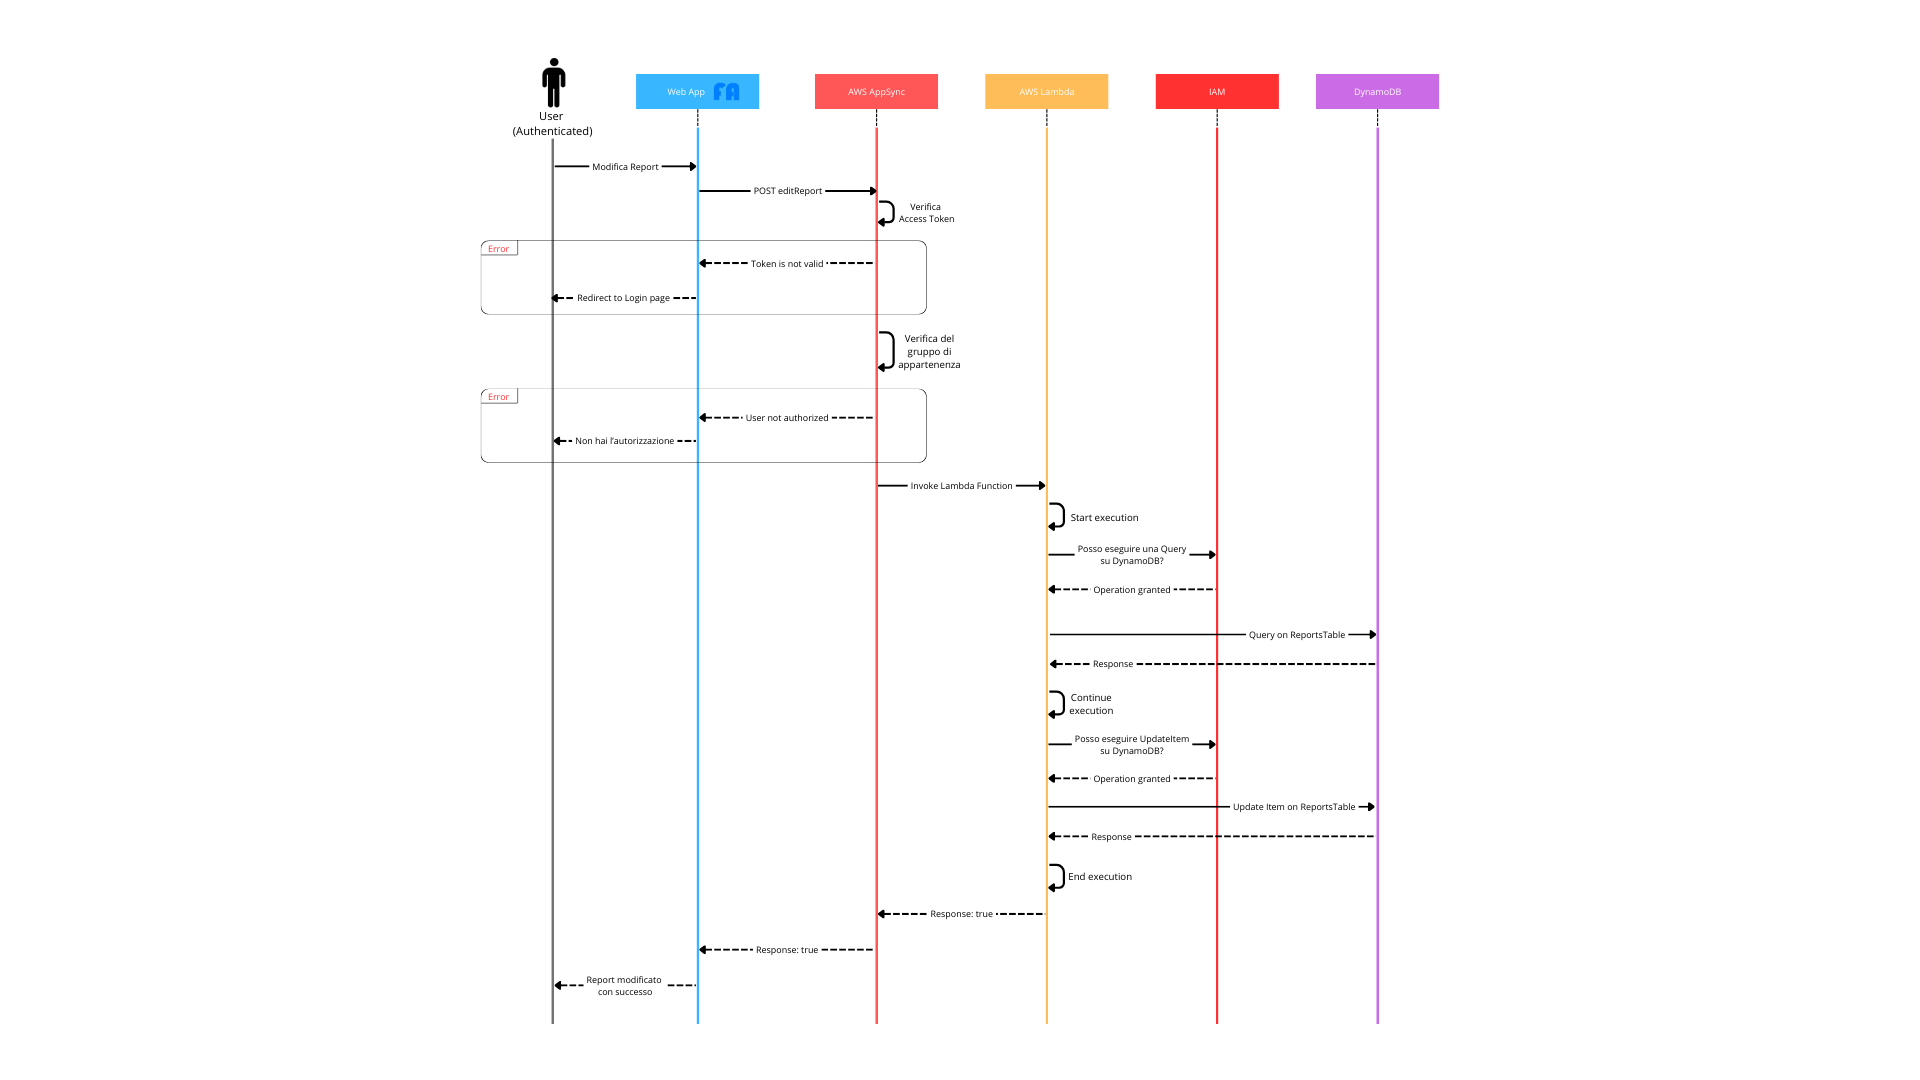 User
(Authenticated)
Web App FA
AWS AppSync
AWS Lambda
IAM
DynamoDB
Modifica Report
POST editReport
Verifica
Access Token
Error
Token is not valid
Redirect to Login page
Verifica del
gruppo di
appartenenza
Error
User not authorized
Non hai l'autorizzazione
Invoke Lambda Function
Start execution
Posso eseguire una Query
su DynamoDB?
Operation granted
Query on ReportsTable
Response
Continue
execution
Posso eseguire UpdateItem
su DynamoDB?
Operation granted
Update Item on ReportsTable
Response
End execution
Response: true
Response: true
Report modificato
con successo